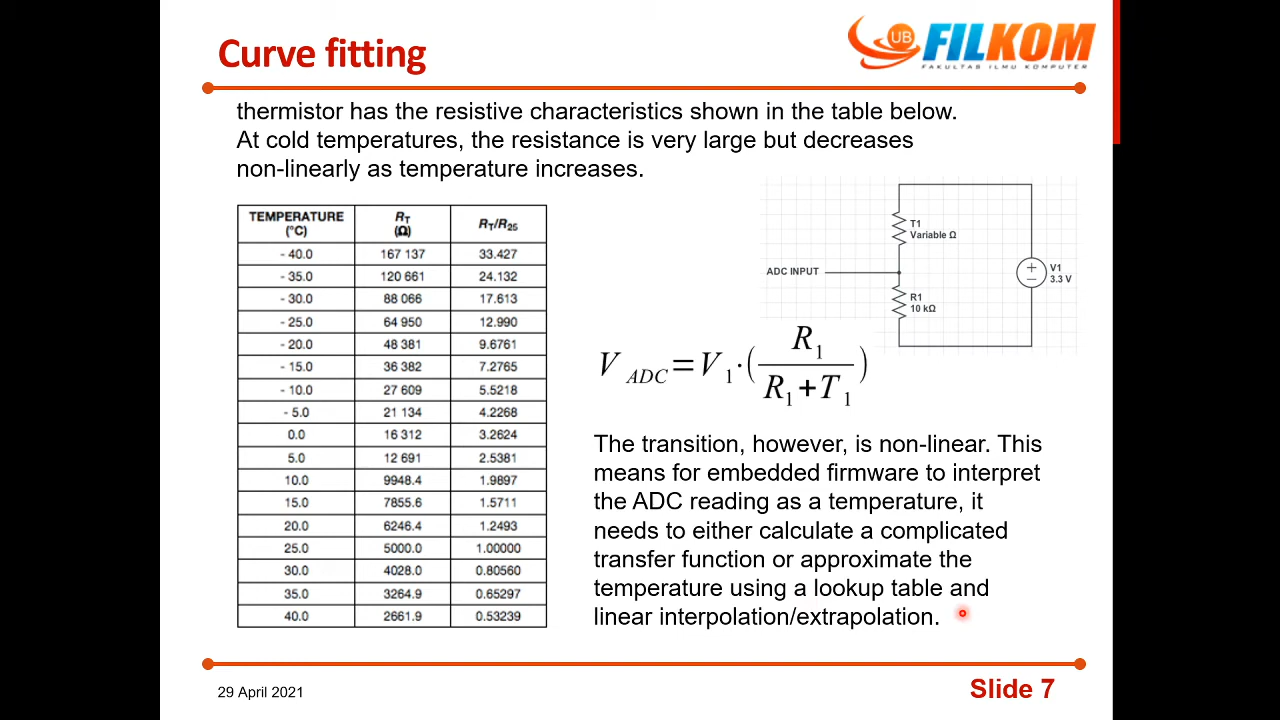 Curve fitting
UB FILKOM
FAKULTAS ILMU KOMPUTER
thermistor has the resistive characteristics shown in the table below.
At cold temperatures, the resistance is very large but decreases
non-linearly as temperature increases.
TEMPERATURE (°C) RT (Ω) RT/R25
- 40.0 167 137 33.427
- 35.0 120 661 24.132
- 30.0 88 066 17.613
- 25.0 64 950 12.990
- 20.0 48 381 9.6761
- 15.0 36 382 7.2765
- 10.0 27 609 5.5218
- 5.0 21 134 4.2268
0.0 16 312 3.2624
5.0 12 691 2.5381
10.0 9948.4 1.9897
15.0 7855.6 1.5711
20.0 6246.4 1.2493
25.0 5000.0 1.00000
30.0 4028.0 0.80560
35.0 3264.9 0.65297
40.0 2661.9 0.53239
T1
Variable Ω
ADC INPUT
+
−
V1
3.3 V
R1
10 kΩ
V ADC = V1 · ( R1 / R1 + T1 )
The transition, however, is non-linear. This
means for embedded firmware to interpret
the ADC reading as a temperature, it
needs to either calculate a complicated
transfer function or approximate the
temperature using a lookup table and
linear interpolation/extrapolation.
29 April 2021
Slide 7